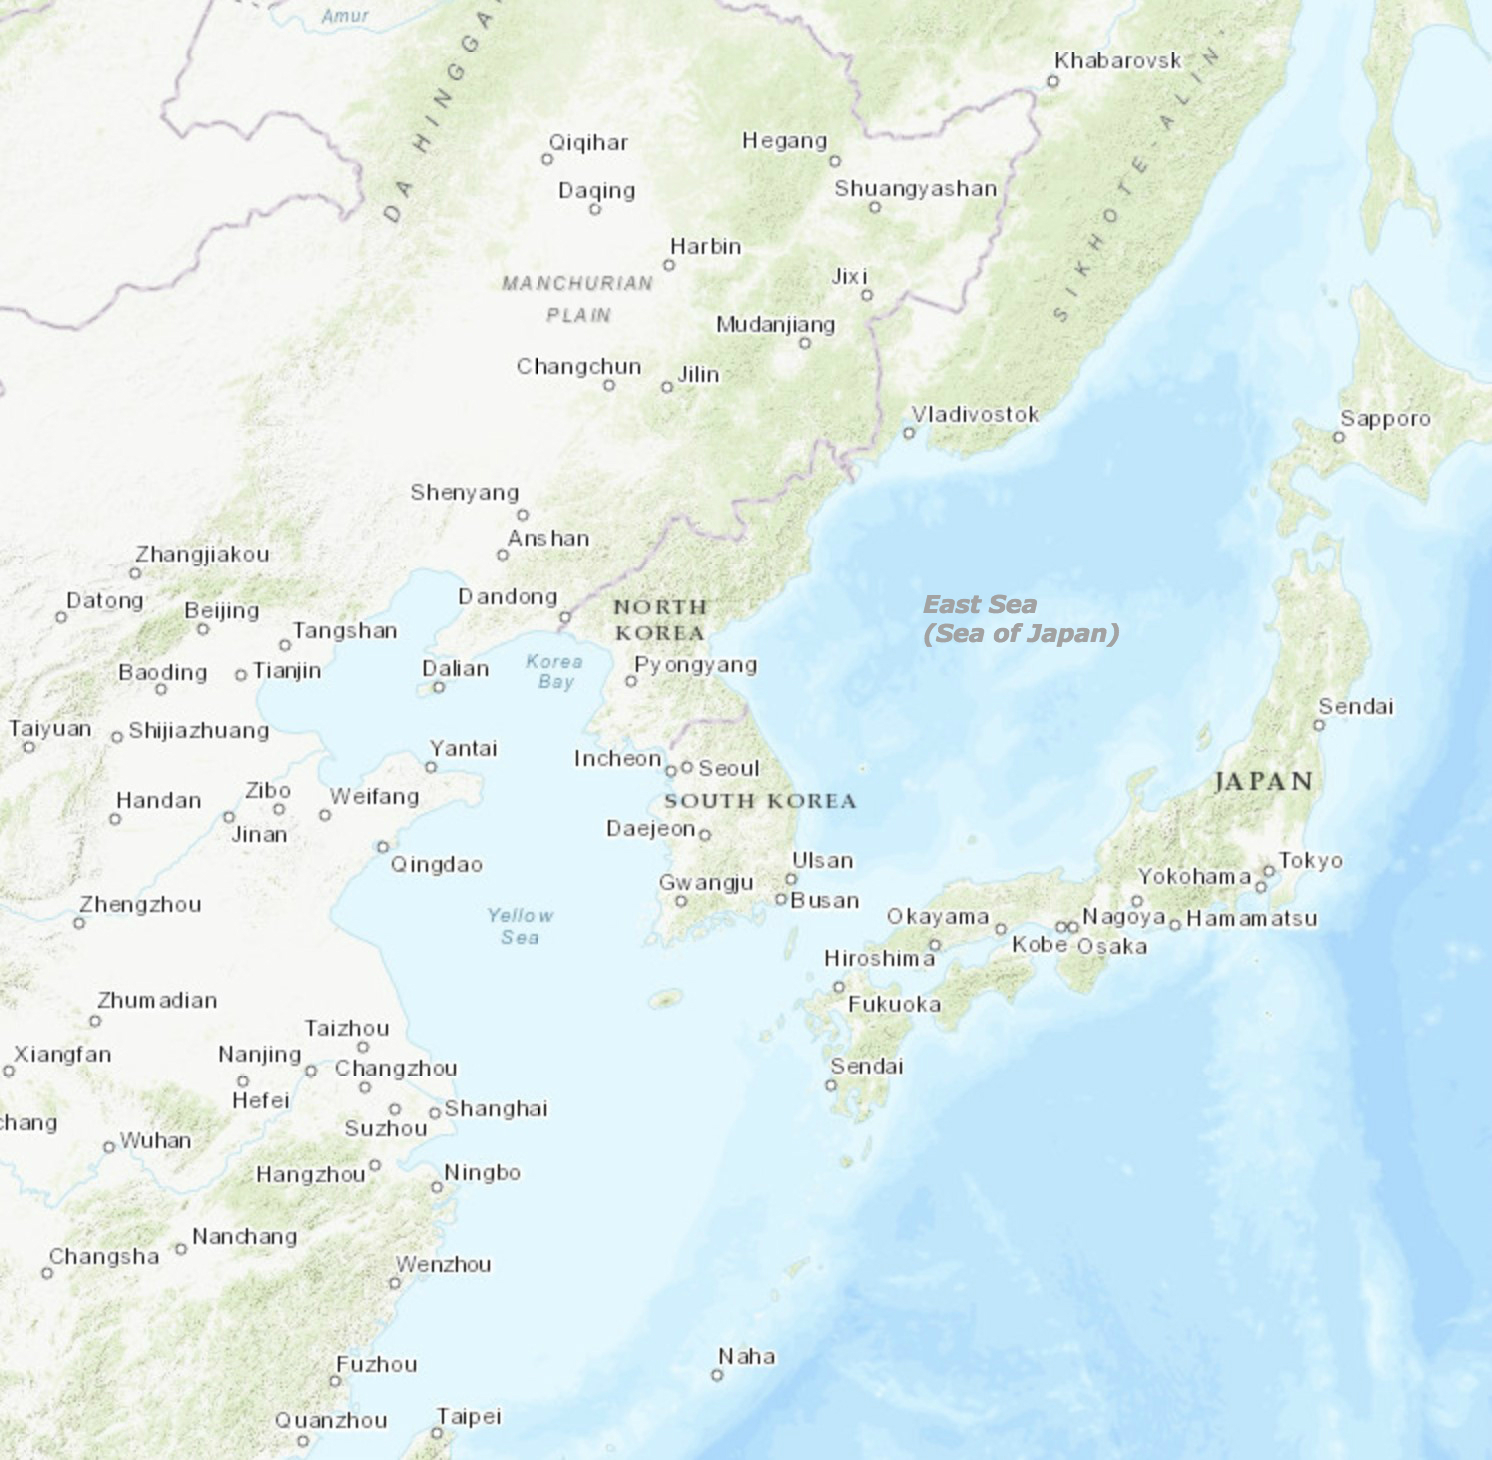 Amur
DA HINGGA
Khabarovsk
SIKHOTE-ALIN'
Qiqihar
Hegang
Daqing
Shuangyashan
Harbin
Jixi
MANCHURIAN
PLAIN
Mudanjiang
Changchun
Jilin
Vladivostok
Sapporo
Shenyang
Anshan
Zhangjiakou
Datong
Beijing
Dandong
NORTH
KOREA
East Sea
(Sea of Japan)
Tangshan
Baoding
Tianjin
Dalian
Korea
Bay
Pyongyang
Sendai
Taiyuan
Shijiazhuang
Yantai
Incheon
Seoul
JAPAN
Handan
Zibo
Weifang
SOUTH KOREA
Jinan
Daejeon
Qingdao
Ulsan
Tokyo
Gwangju
Yokohama
Busan
Zhengzhou
Yellow
Sea
Okayama
Nagoya
Hamamatsu
Kobe
Osaka
Hiroshima
Zhumadian
Fukuoka
Taizhou
Xiangfan
Nanjing
Changzhou
Sendai
Hefei
Shanghai
chang
Suzhou
Wuhan
Hangzhou
Ningbo
Nanchang
Changsha
Wenzhou
Naha
Fuzhou
Quanzhou
Taipei